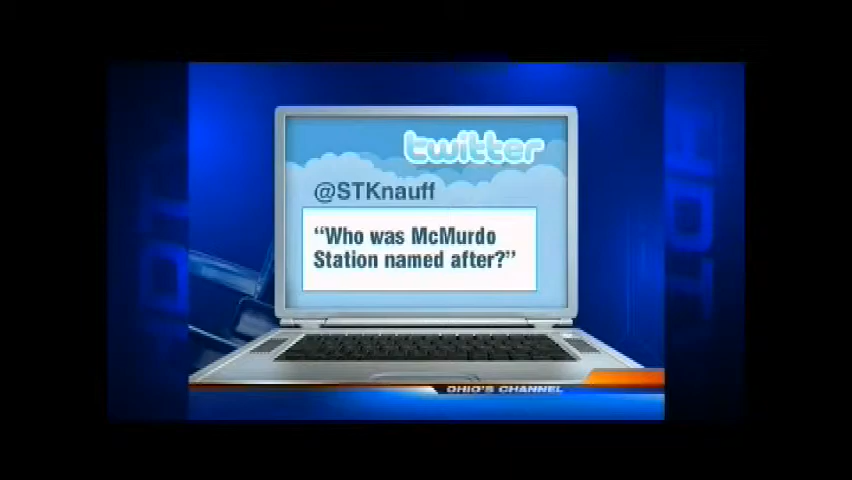 twitter
@STKnauff
“Who was McMurdo
Station named after?”
OHIO'S CHANNEL